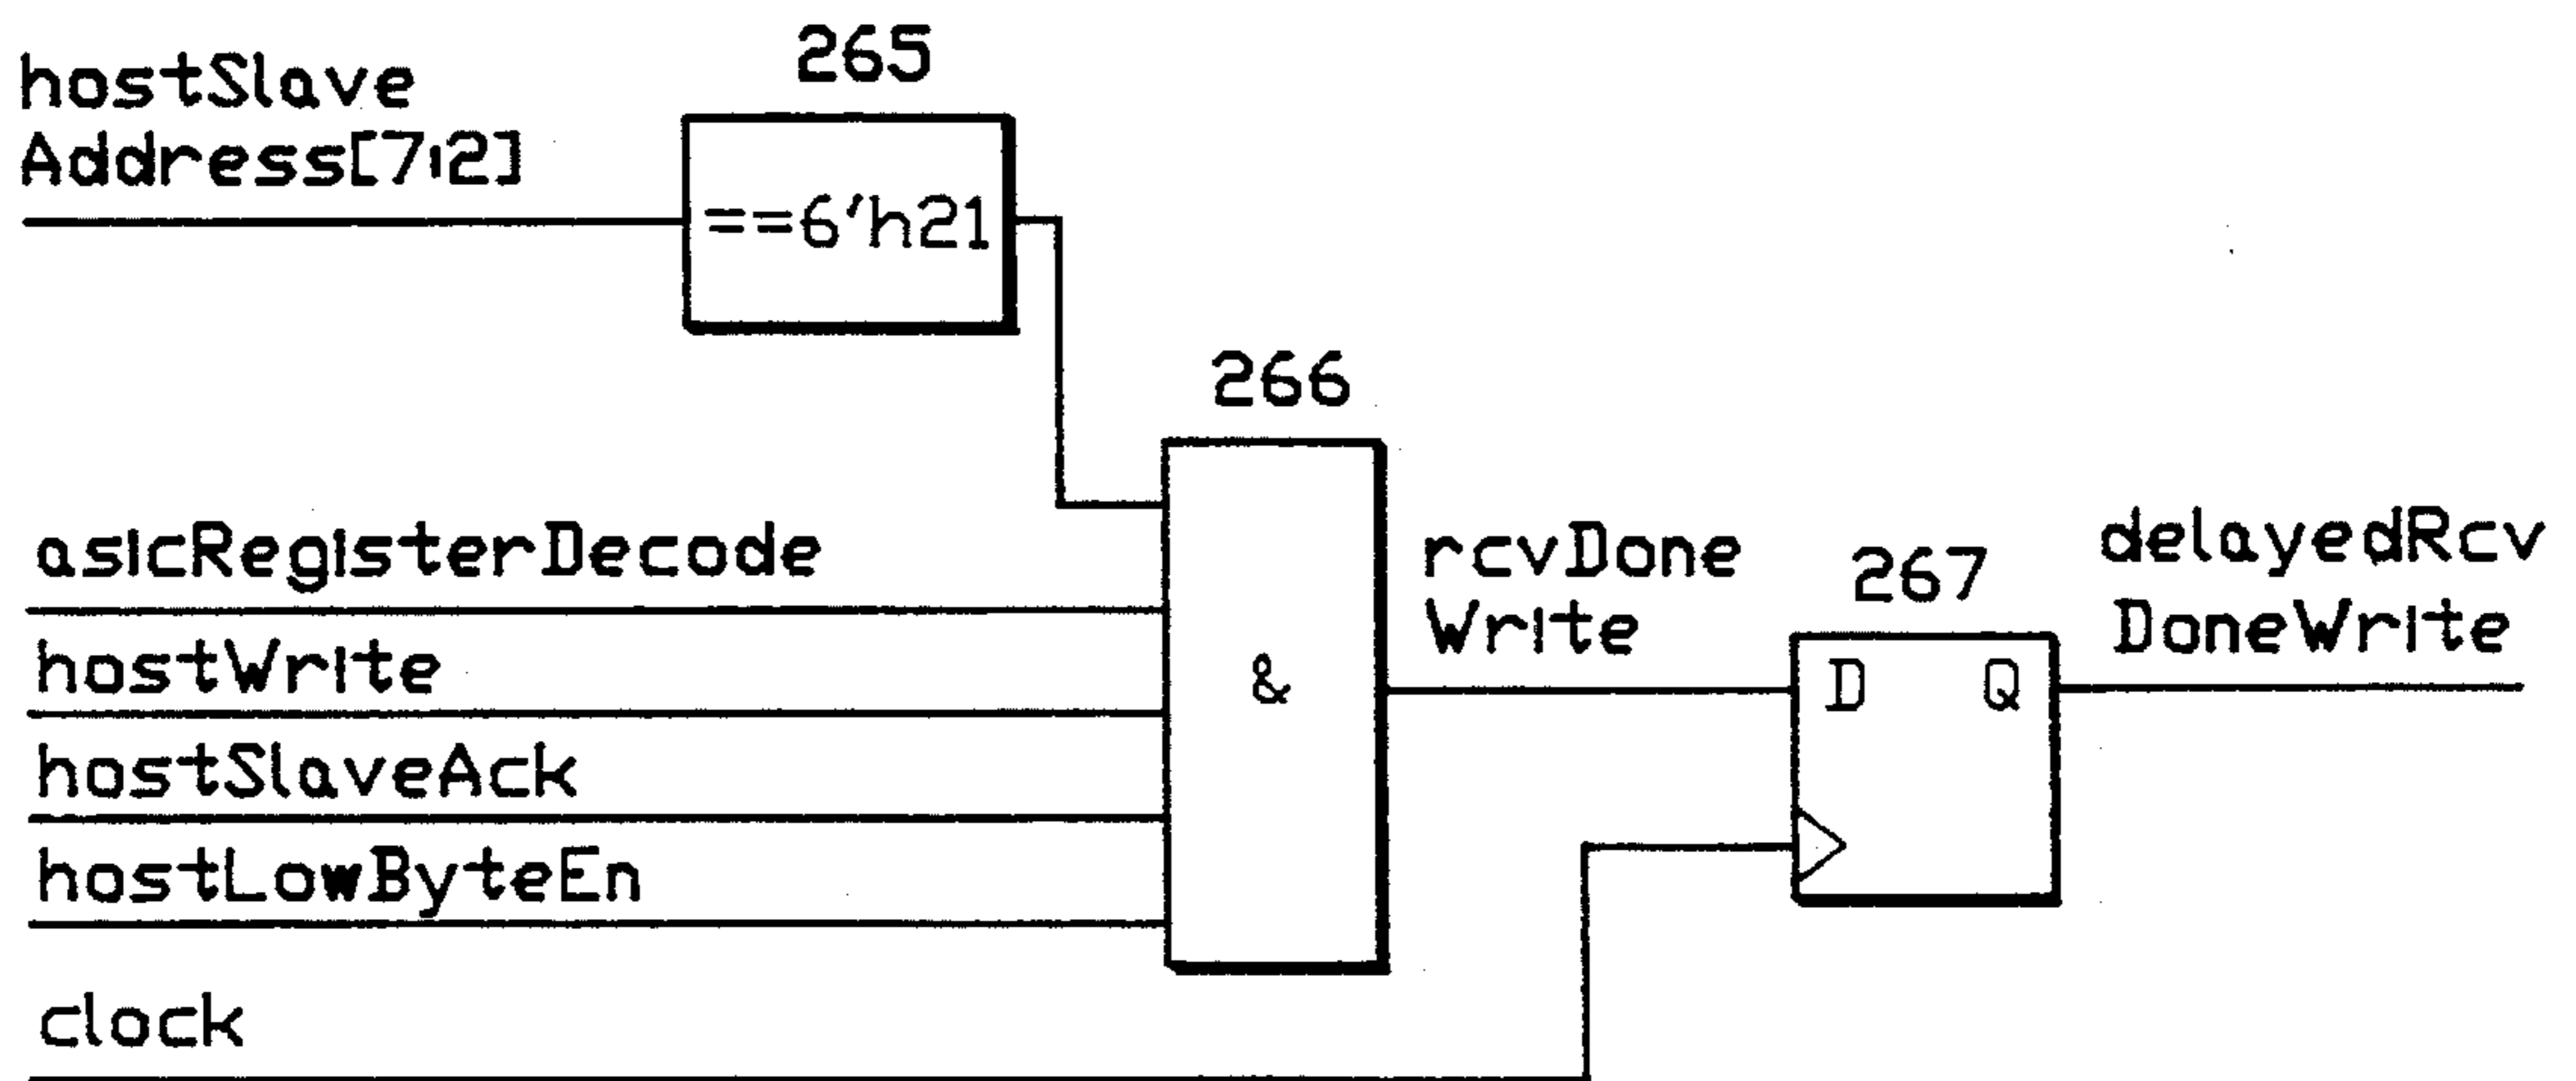 265
hostSlave
Address[7:2]
==6'h21
266
asicRegisterDecode
rcvDone
Write
267
delayedRcv
DoneWrite
hostWrite
&
D Q
hostSlaveAck
hostLowByteEn
clock